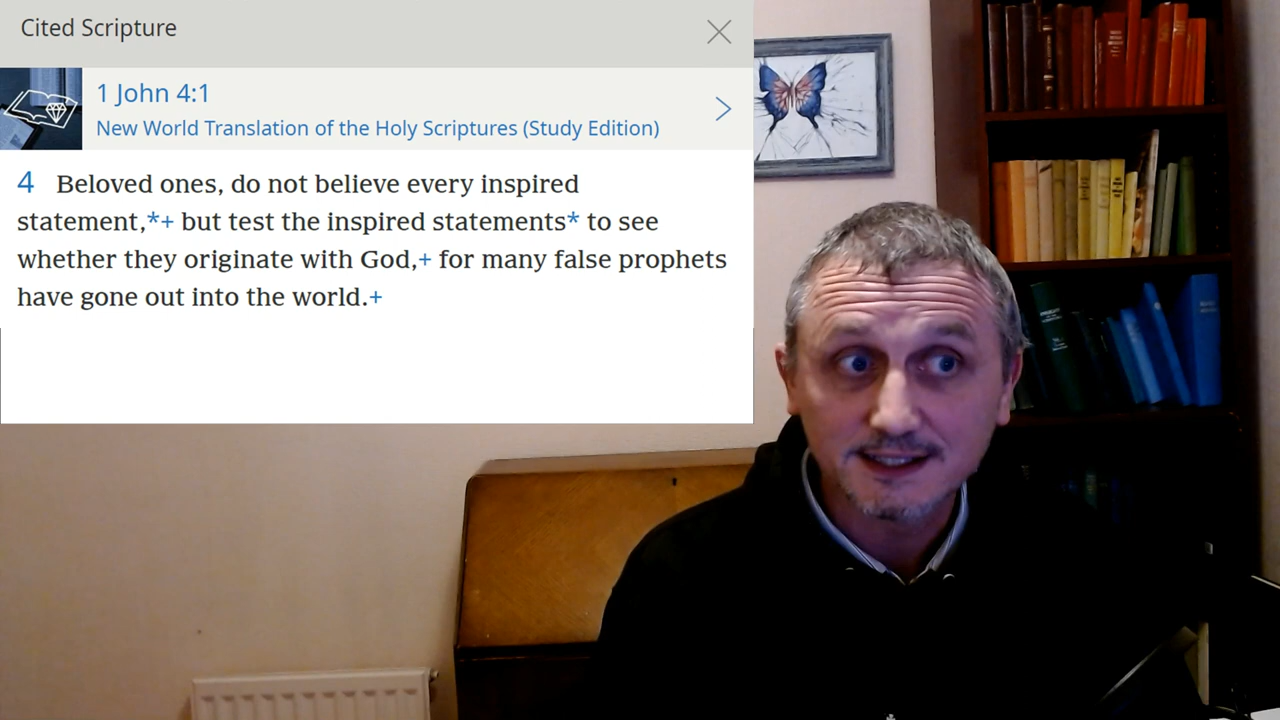 Cited Scripture
1 John 4:1
New World Translation of the Holy Scriptures (Study Edition)
4 Beloved ones, do not believe every inspired
statement,*+ but test the inspired statements* to see
whether they originate with God,+ for many false prophets
have gone out into the world.+